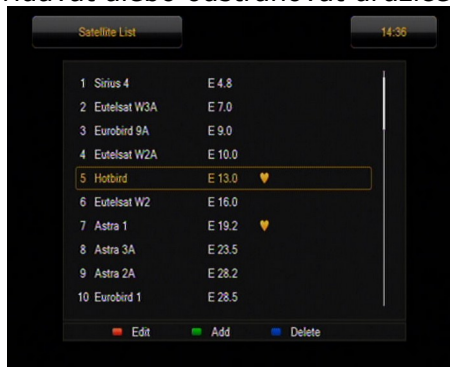 Satellite List 14:36
1 Sirius 4 E 4.8
2 Eutelsat W3A E 7.0
3 Eurobird 9A E 9.0
4 Eutelsat W2A E 10.0
5 Hotbird E 13.0
6 Eutelsat W2 E 16.0
7 Astra 1 E 19.2
8 Astra 3A E 23.5
9 Astra 2A E 28.2
10 Eurobird 1 E 28.5
Edit Add Delete